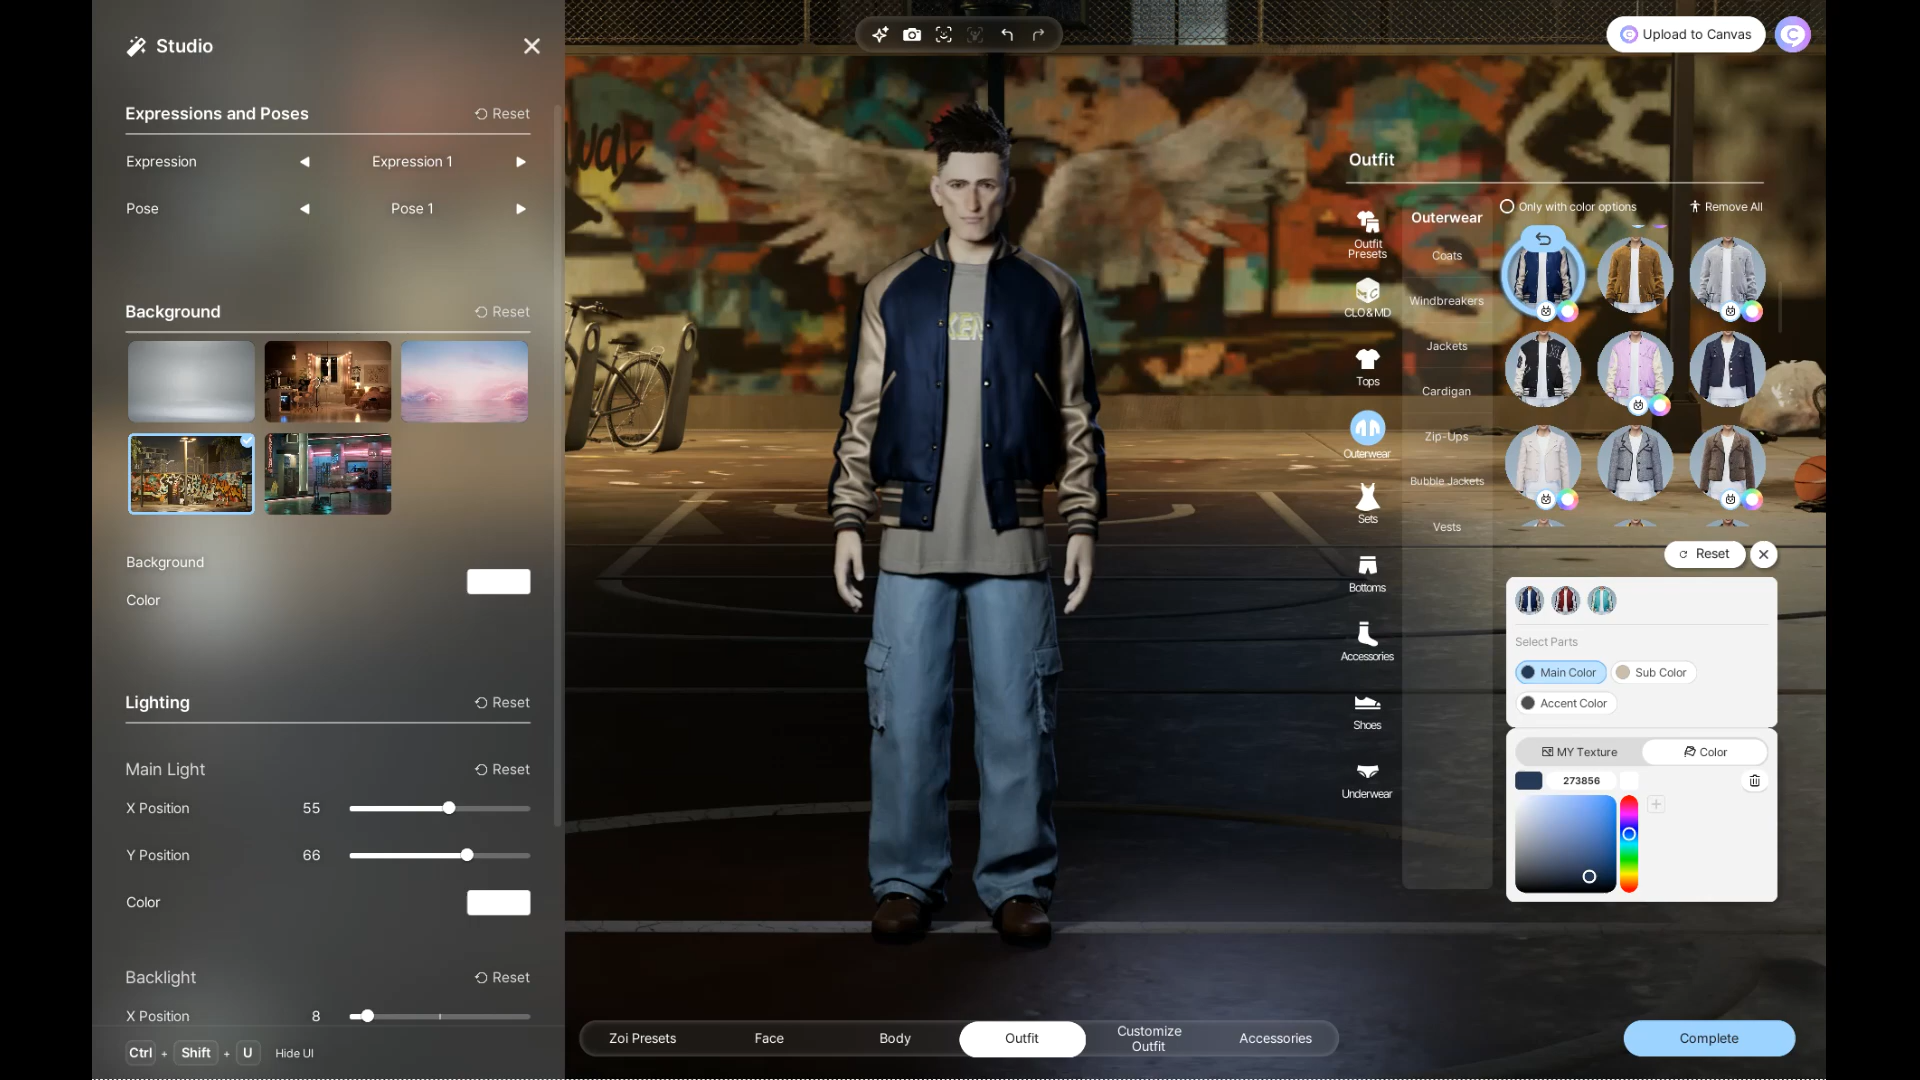 Studio
Expressions and Poses
Reset
Expression
Expression 1
Pose
Pose 1
Background
Reset
Background
Color
Lighting
Reset
Main Light
Reset
X Position
55
Y Position
66
Color
Backlight
Reset
X Position
8
Ctrl + Shift + U Hide UI
Upload to Canvas
Outfit
Outfit
Presets
CLO & MD
Tops
Outerwear
Sets
Bottoms
Accessories
Shoes
Underwear
Outerwear
Coats
Windbreakers
Jackets
Cardigan
Zip-Ups
Bubble Jackets
Vests
Only with color options
Remove All
Reset
Select Parts
Main Color
Sub Color
Accent Color
MY Texture
Color
273856
Zoi Presets
Face
Body
Outfit
Customize
Outfit
Accessories
Complete